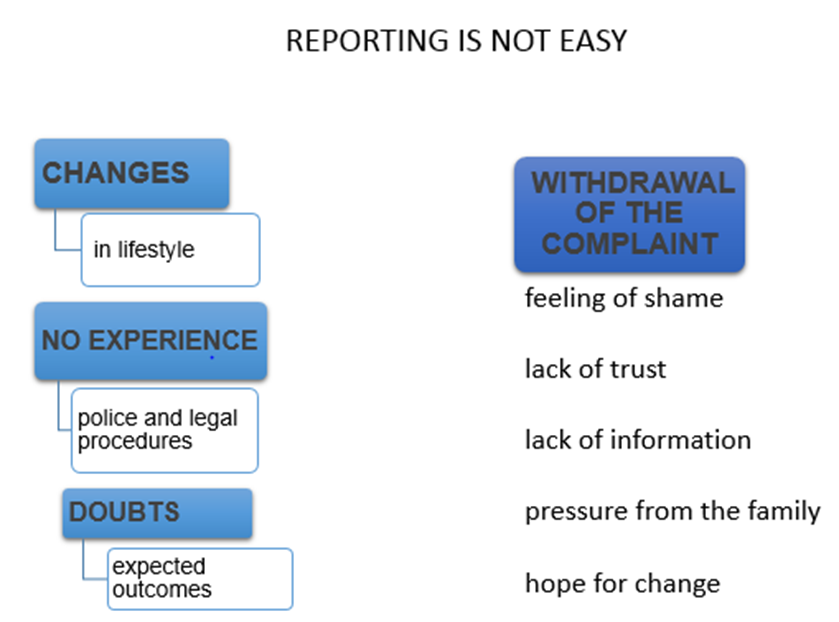 REPORTING IS NOT EASY
CHANGES
in lifestyle
NO EXPERIENCE
police and legal
procedures
DOUBTS
expected
outcomes
WITHDRAWAL
OF THE
COMPLAINT
feeling of shame
lack of trust
lack of information
pressure from the family
hope for change